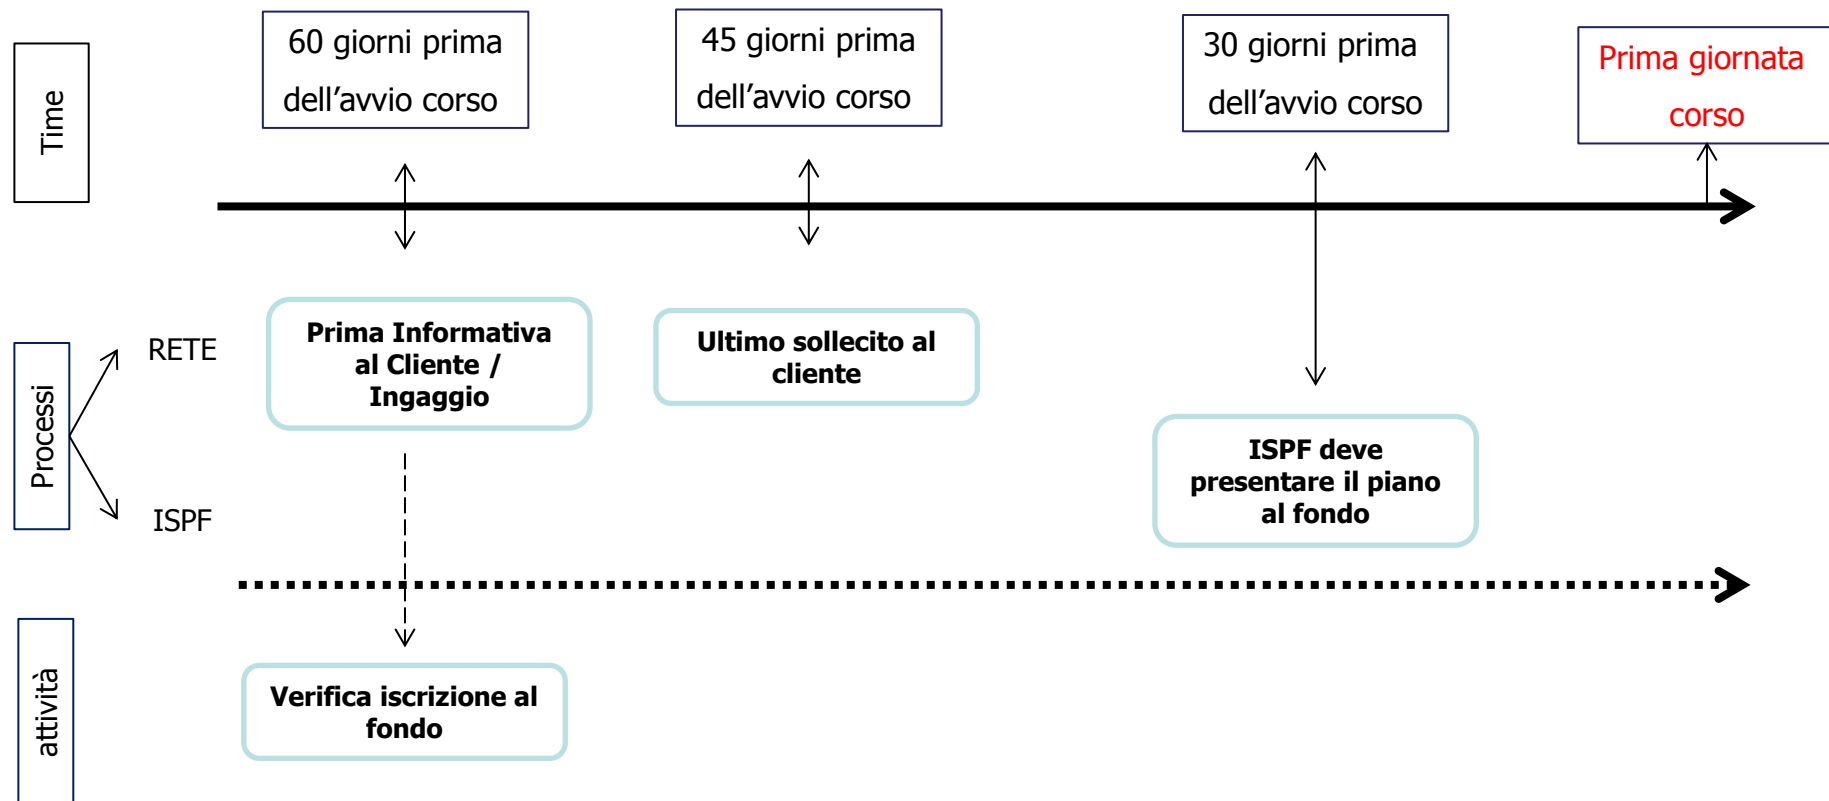 Time
60 giorni prima
dell’avvio corso
45 giorni prima
dell’avvio corso
30 giorni prima
dell’avvio corso
Prima giornata
corso
Processi
RETE
ISPF
Prima Informativa
al Cliente /
Ingaggio
Ultimo sollecito al
cliente
ISPF deve
presentare il piano
al fondo
attività
Verifica iscrizione al
fondo